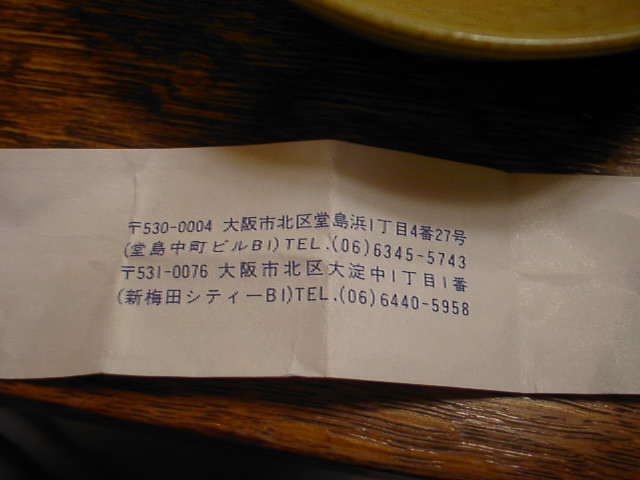 〒530-0004 大阪市北区堂島浜1丁目4番27号
(堂島中町ビルB1)TEL.(06)6345-5743
〒531-0076 大阪市北区大淀中1丁目1番
(新梅田シティーB1)TEL.(06)6440-5958